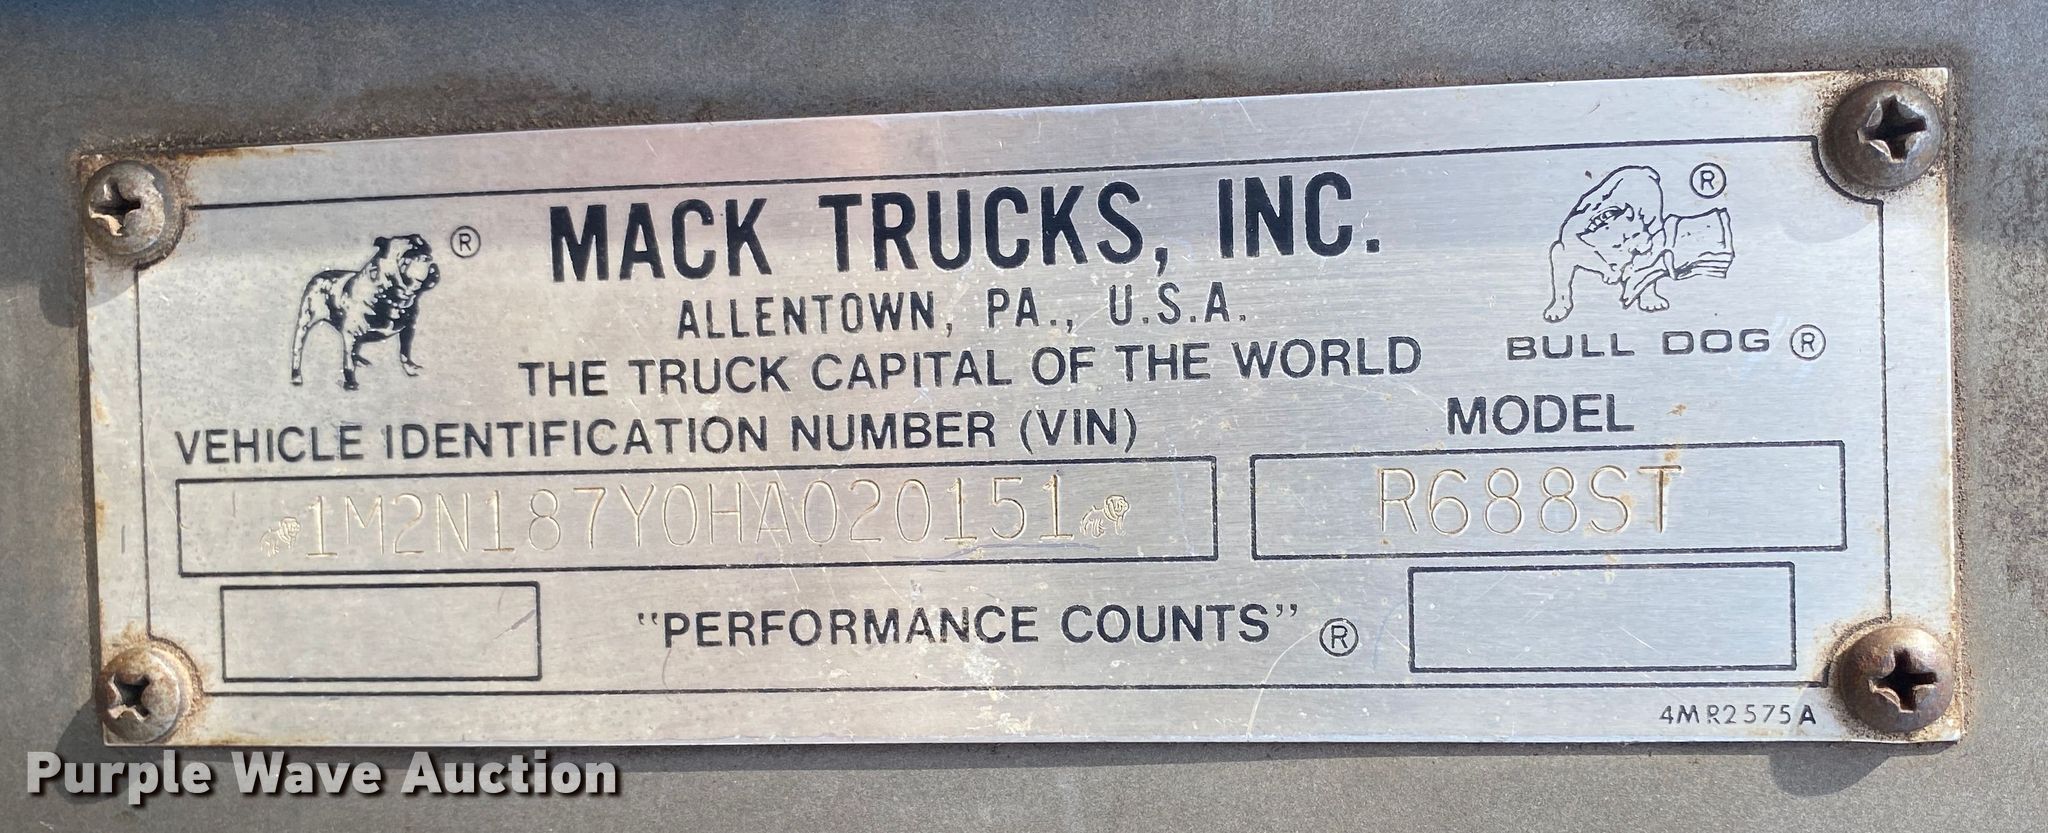 MACK TRUCKS, INC.
ALLENTOWN, PA., U.S.A.
THE TRUCK CAPITAL OF THE WORLD
®
®
BULL DOG ®
VEHICLE IDENTIFICATION NUMBER (VIN)
MODEL
1M2N187Y0HA020151
R688ST
"PERFORMANCE COUNTS" ®
4MR2575A
Purple Wave Auction